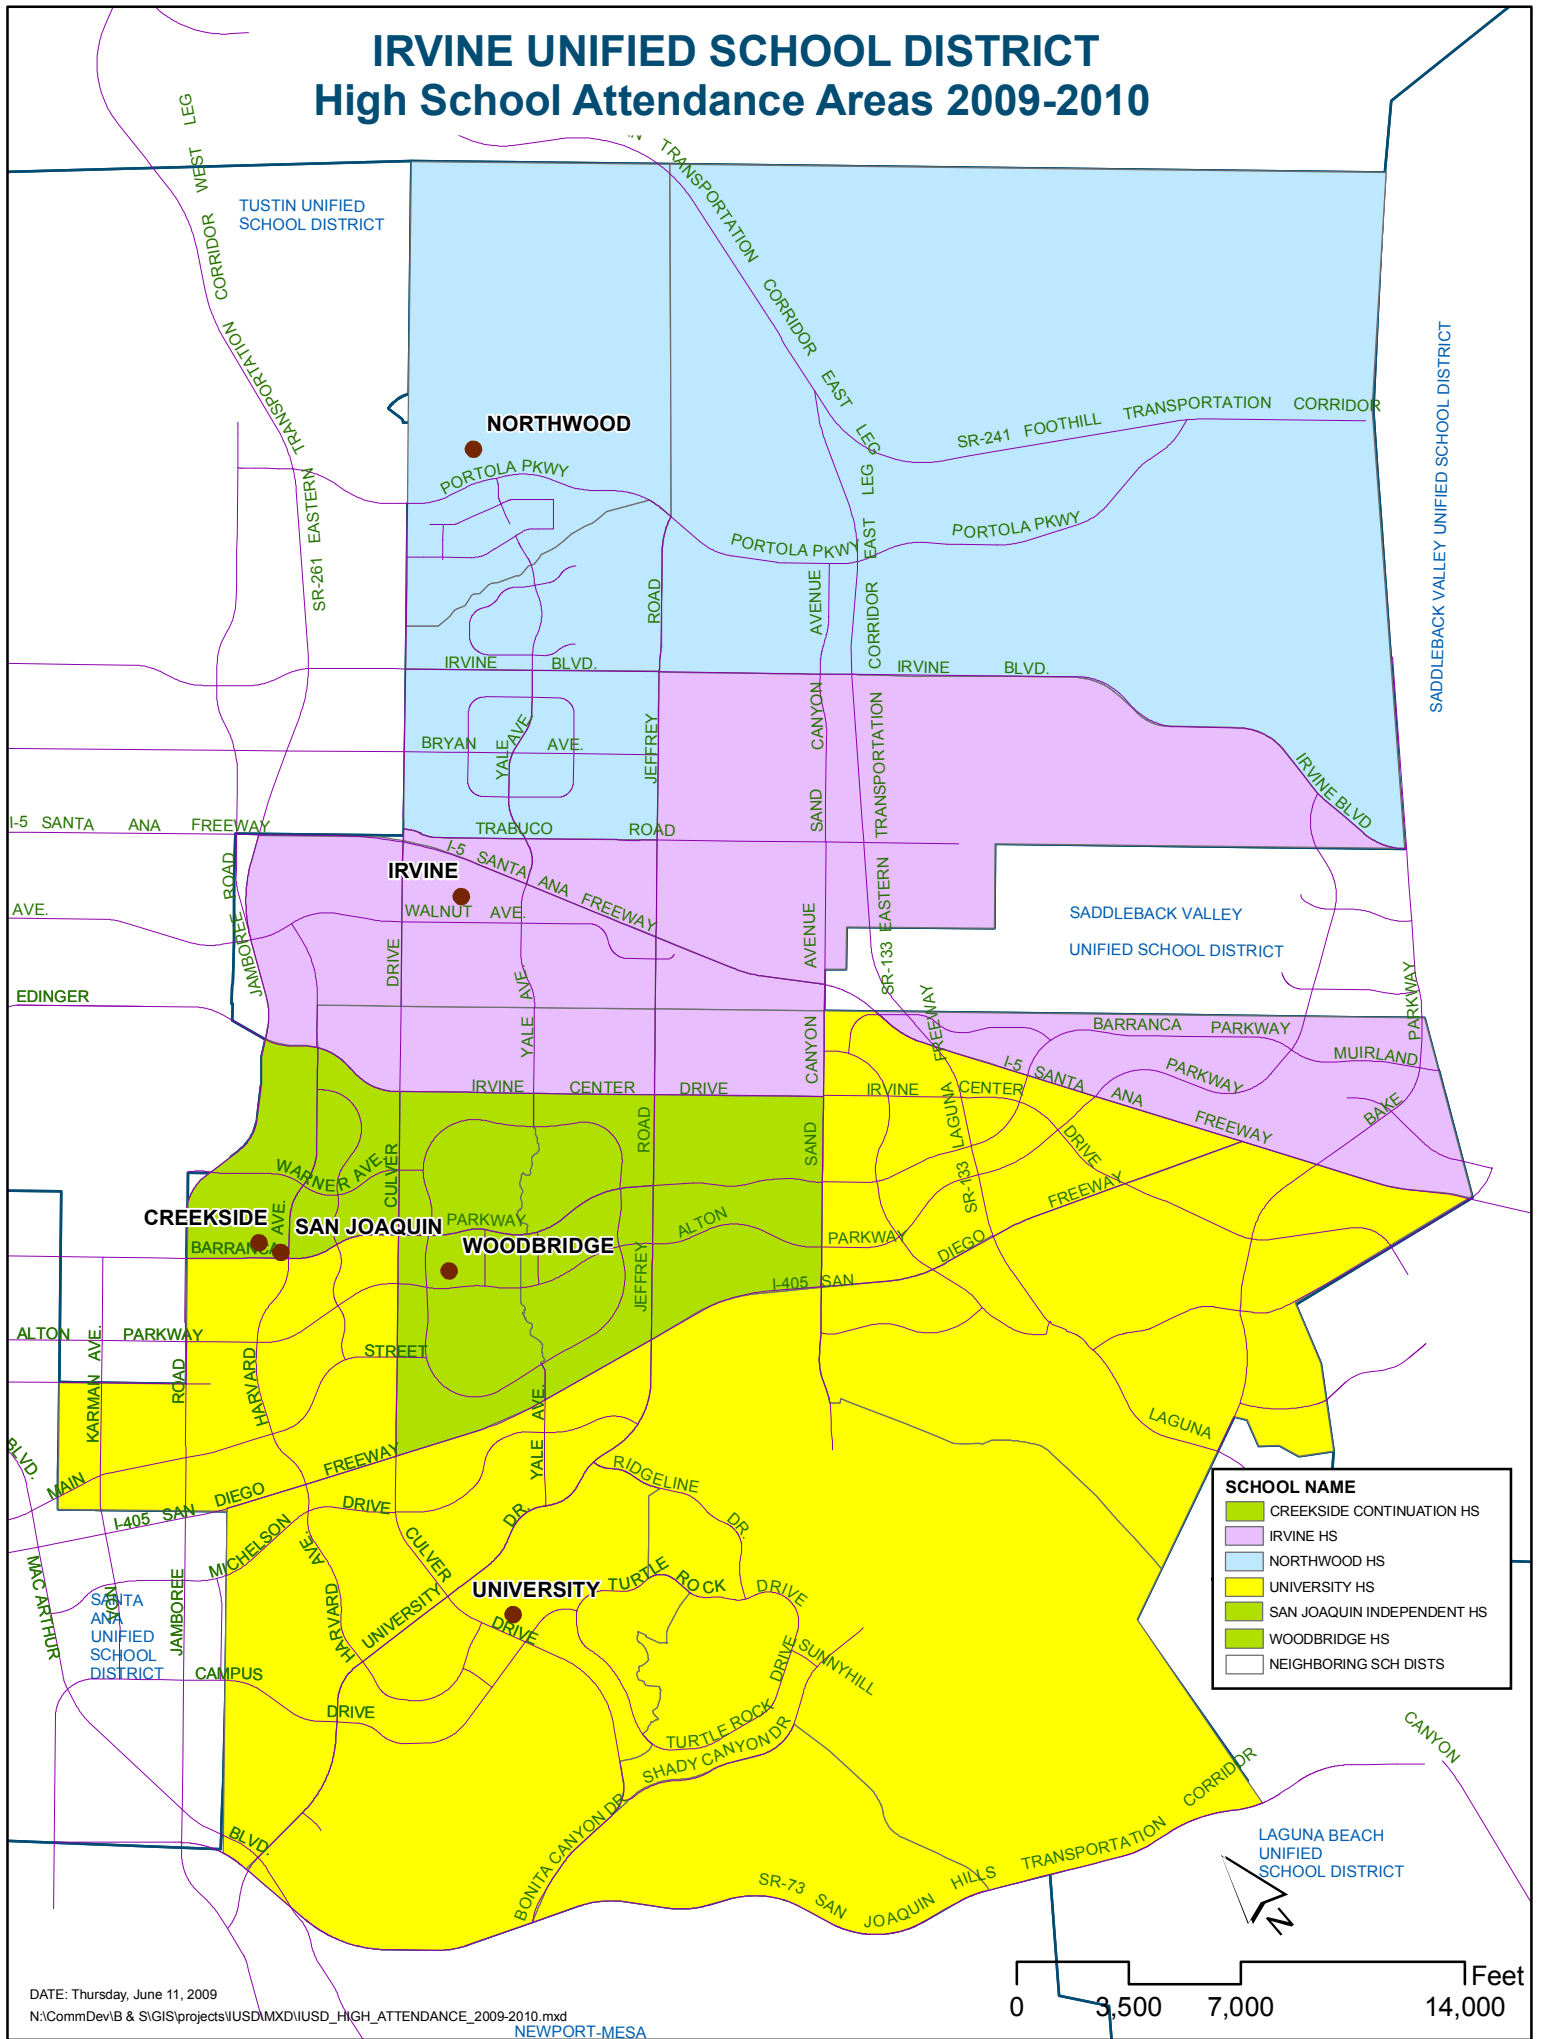 IRVINE UNIFIED SCHOOL DISTRICT
High School Attendance Areas 2009-2010
TRANSPORTATION CORRIDOR EAST LEG
SR-261 EASTERN TRANSPORTATION CORRIDOR WEST LEG
TUSTIN UNIFIED
SCHOOL DISTRICT
SADDLEBACK VALLEY UNIFIED SCHOOL DISTRICT
SR-241 FOOTHILL TRANSPORTATION CORRIDOR
NORTHWOOD
PORTOLA PKWY
PORTOLA PKWY
PORTOLA PKWY
SR-133 EASTERN TRANSPORTATION CORRIDOR EAST LEG
IRVINE BLVD.
IRVINE BLVD.
IRVINE BLVD
BRYAN AVE.
YALE AVE.
JEFFREY ROAD
SAND CANYON AVENUE
I-5 SANTA ANA FREEWAY
TRABUCO ROAD
I-5 SANTA ANA FREEWAY
IRVINE
AVE.
WALNUT AVE.
JAMBOREE ROAD
SADDLEBACK VALLEY
UNIFIED SCHOOL DISTRICT
EDINGER
CULVER DRIVE
YALE AVE.
SAND CANYON AVENUE
BARRANCA PARKWAY
MUIRLAND
BAKE PARKWAY
PARKWAY
I-5 SANTA ANA FREEWAY
IRVINE CENTER DRIVE
IRVINE CENTER DRIVE
SR-133 LAGUNA FREEWAY
WARNER AVE.
CREEKSIDE
SAN JOAQUIN
WOODBRIDGE
BARRANCA PARKWAY
JEFFREY ROAD
ALTON PARKWAY
I-405 SAN DIEGO FREEWAY
ALTON PARKWAY
KARMAN AVE.
VON
JAMBOREE ROAD
HARVARD AVE.
STREET
MAIN
BLVD.
MAC ARTHUR
I-405 SAN DIEGO FREEWAY
YALE AVE.
LAGUNA
CANYON
MICHELSON DRIVE
HARVARD AVE.
CULVER DRIVE
UNIVERSITY DR.
RIDGELINE DR.
TURTLE ROCK DRIVE
UNIVERSITY
SANTA
ANA
UNIFIED
SCHOOL
DISTRICT
CAMPUS DRIVE
SUNNYHILL
DRIVE
TURTLE ROCK
SHADY CANYON DR
BONITA CANYON DR
BLVD.
SR-73 SAN JOAQUIN HILLS TRANSPORTATION CORRIDOR
SCHOOL NAME
CREEKSIDE CONTINUATION HS
IRVINE HS
NORTHWOOD HS
UNIVERSITY HS
SAN JOAQUIN INDEPENDENT HS
WOODBRIDGE HS
NEIGHBORING SCH DISTS
LAGUNA BEACH
UNIFIED
SCHOOL DISTRICT
N
Feet
0 3,500 7,000 14,000
DATE: Thursday, June 11, 2009
N:\CommDev\B & S\GIS\projects\IUSD\MXD\IUSD_HIGH_ATTENDANCE_2009-2010.mxd
NEWPORT-MESA